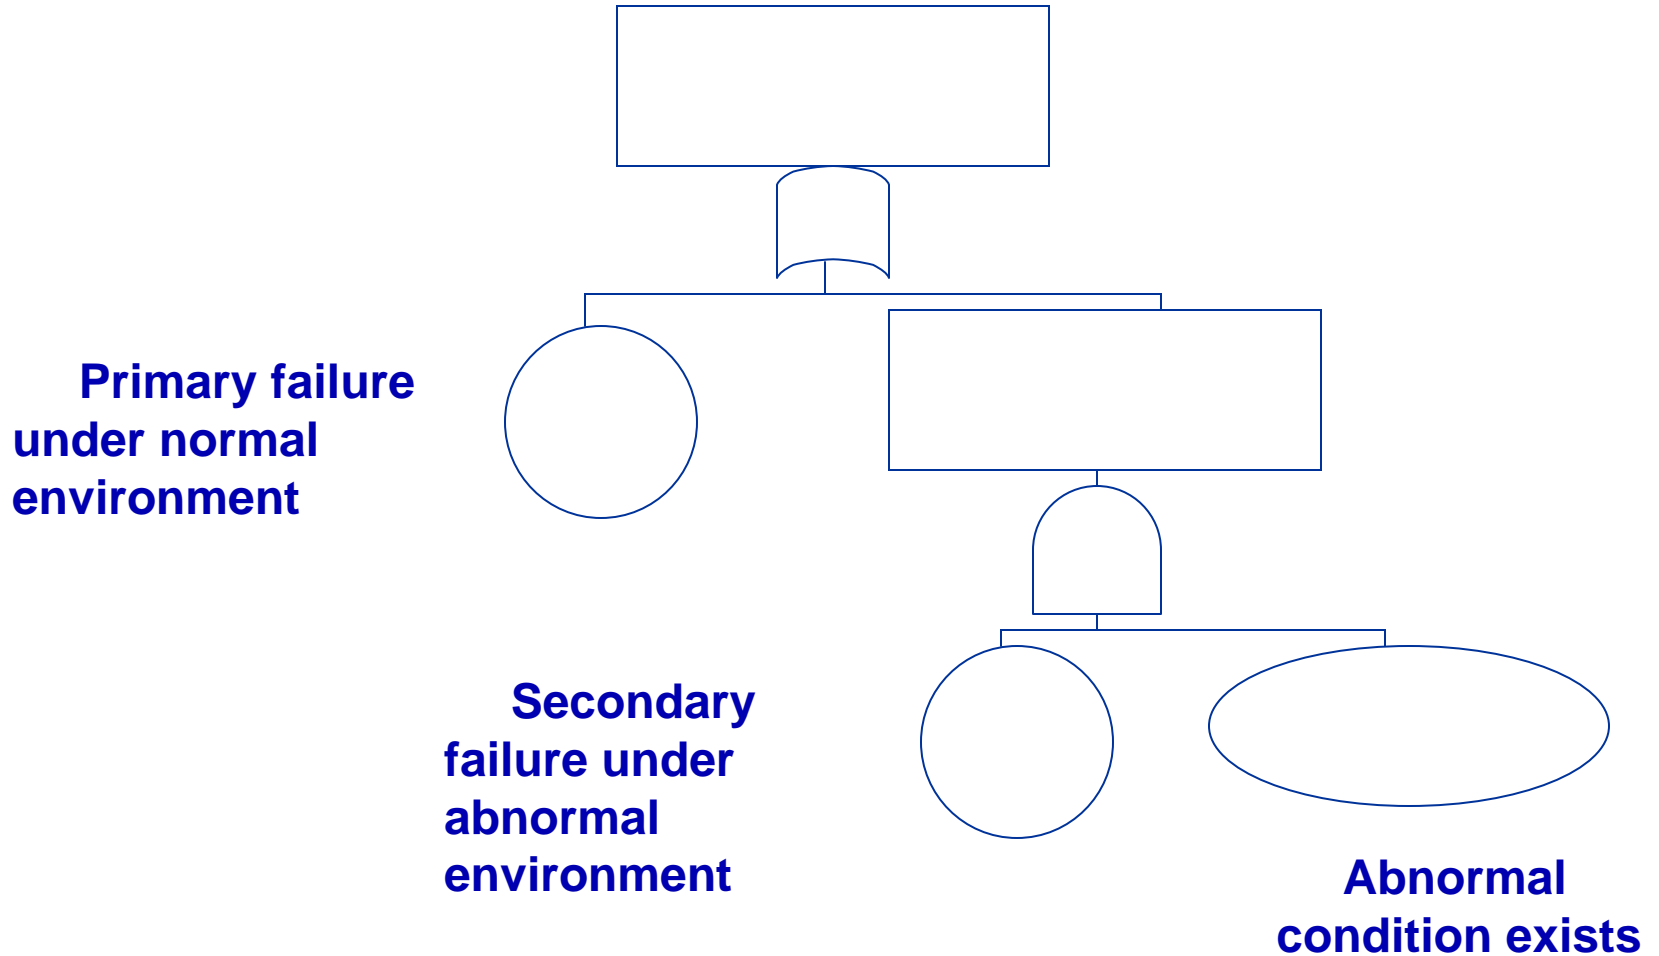 Primary failure
under normal
environment
Secondary
failure under
abnormal
environment
Abnormal
condition exists